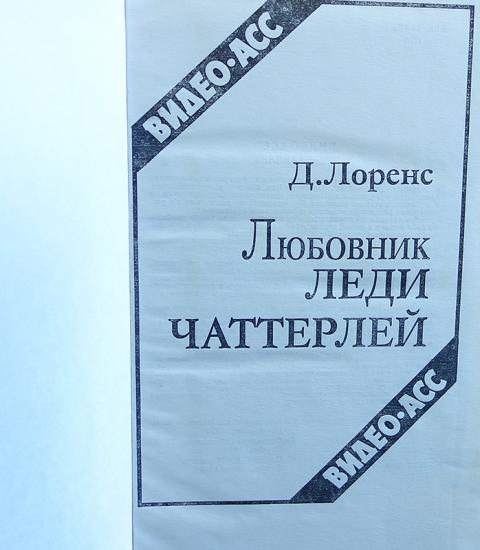 ВИДЕО·АСС
Д.Лоренс
ЛЮБОВНИК
ЛЕДИ
ЧАТТЕРЛЕЙ
ВИДЕО·АСС